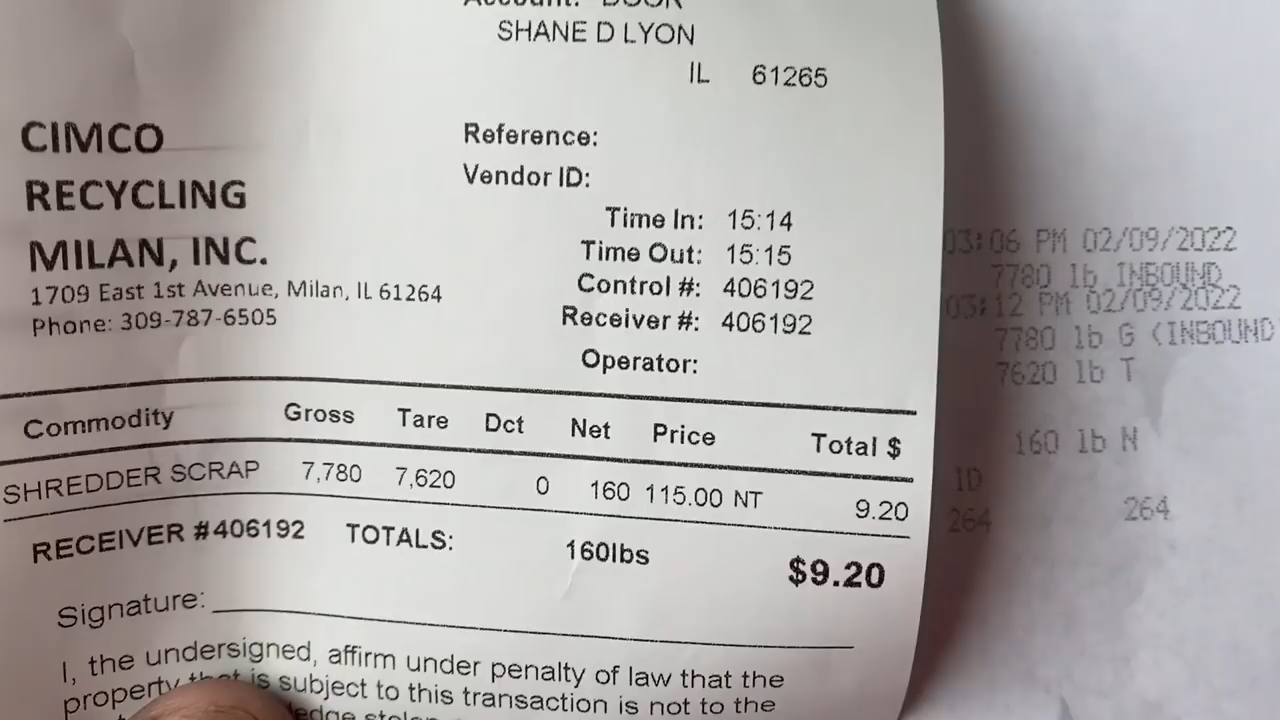 Account: DOOR
SHANE D LYON
IL 61265
CIMCO
RECYCLING
MILAN, INC.
1709 East 1st Avenue, Milan, IL 61264
Phone: 309-787-6505
Reference:
Vendor ID:
Time In: 15:14
Time Out: 15:15
Control #: 406192
Receiver #: 406192
Operator:
Commodity Gross Tare Dct Net Price Total $
SHREDDER SCRAP 7,780 7,620 0 160 115.00 NT 9.20
RECEIVER #406192 TOTALS: 160lbs $9.20
Signature:
I, the undersigned, affirm under penalty of law that the
property that is subject to this transaction is not to the
03:06 PM 02/09/2022
7780 lb INBOUND
03:12 PM 02/09/2022
7780 lb G (INBOUND
7620 lb T
160 lb N
ID
264 264